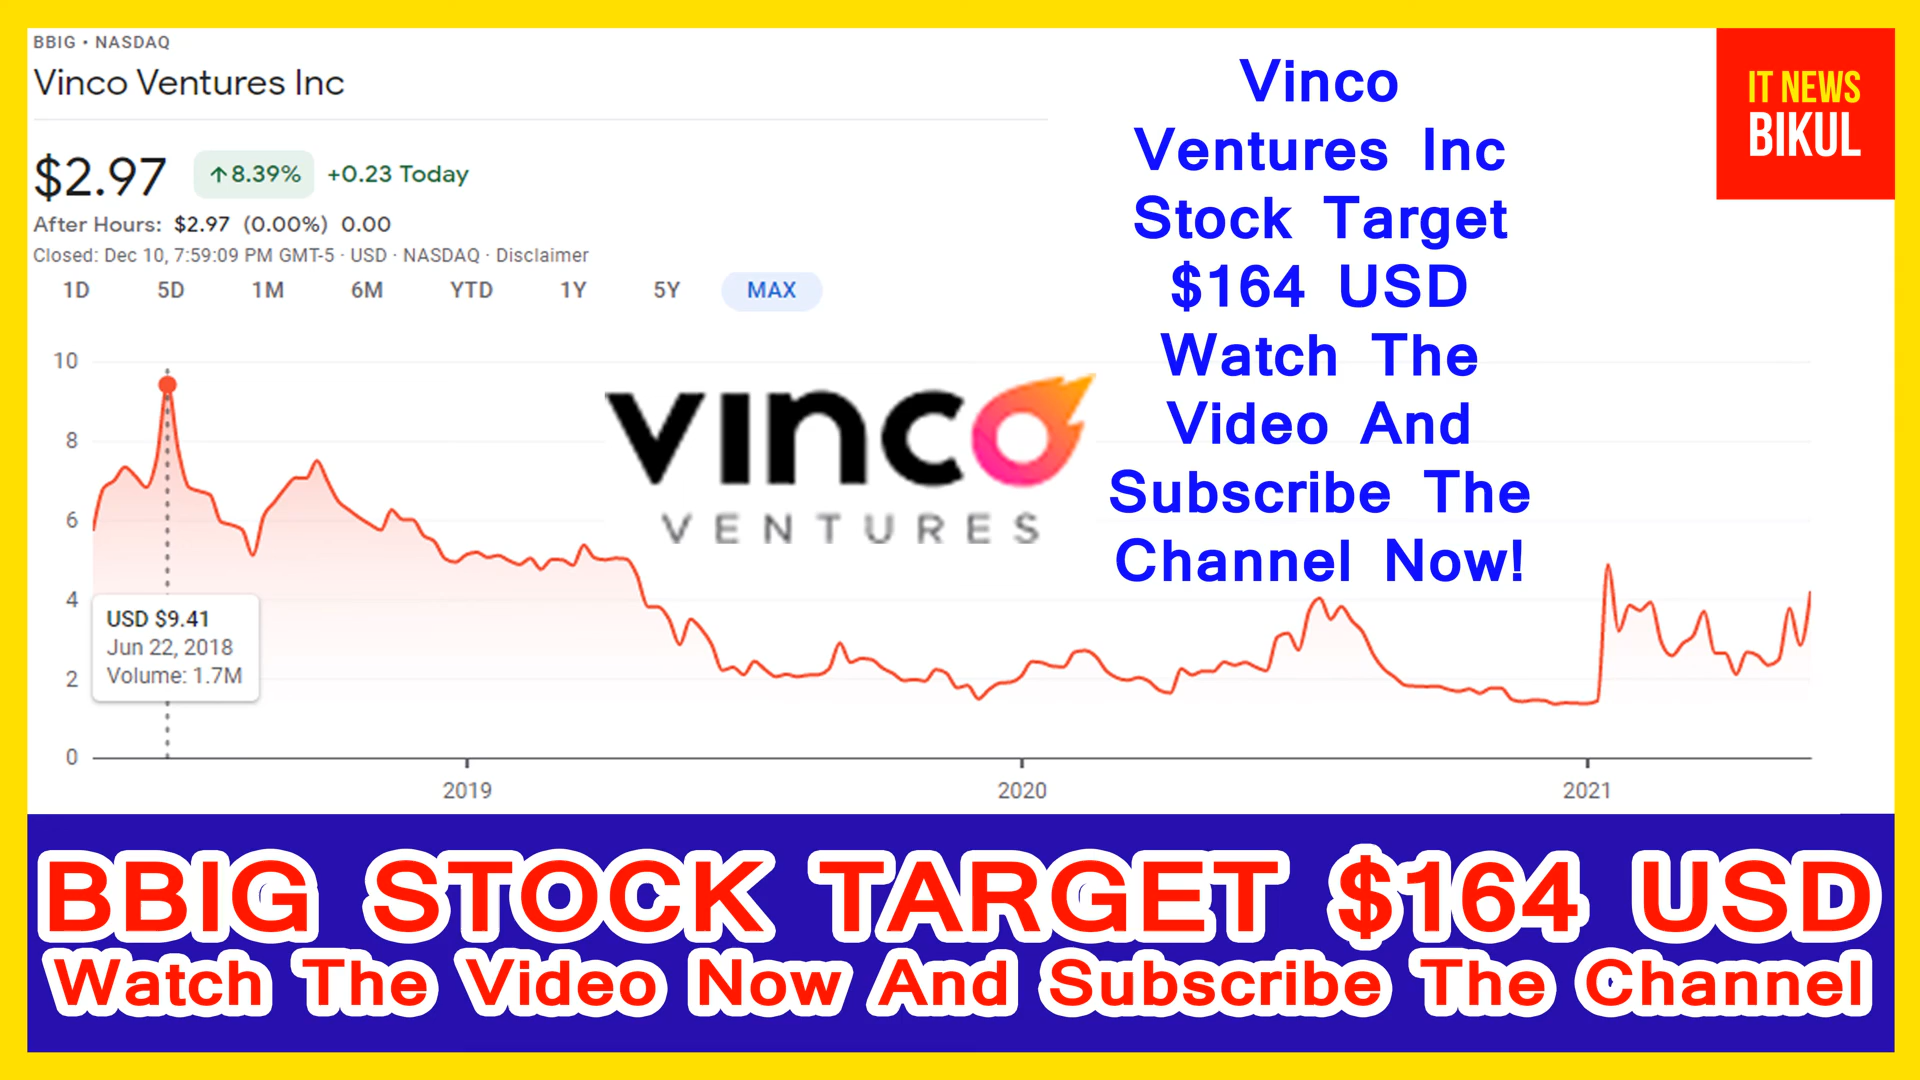 BBIG • NASDAQ
Vinco Ventures Inc
$2.97 ↑8.39% +0.23 Today
After Hours: $2.97 (0.00%) 0.00
Closed: Dec 10, 7:59:09 PM GMT-5 · USD · NASDAQ · Disclaimer
1D 5D 1M 6M YTD 1Y 5Y MAX
Vinco
Ventures Inc
Stock Target
$164 USD
Watch The
Video And
Subscribe The
Channel Now!
IT NEWS
BIKUL
10
8
6
4
2
0
vinco
VENTURES
USD $9.41
Jun 22, 2018
Volume: 1.7M
2019 2020 2021
BBIG STOCK TARGET $164 USD
Watch The Video Now And Subscribe The Channel